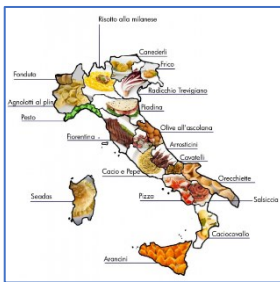 Risotto alla milanese
Canederli
Frico
Fonduta
Radicchio Trevigiano
Agnolotti al plin
Pesto
Piadina
Fiorentina
Olive all'ascolana
Arrosticini
Cavatelli
Cacio e Pepe
Orecchiette
Seadas
Pizza
Salsiccia
Caciocavallo
Arancini